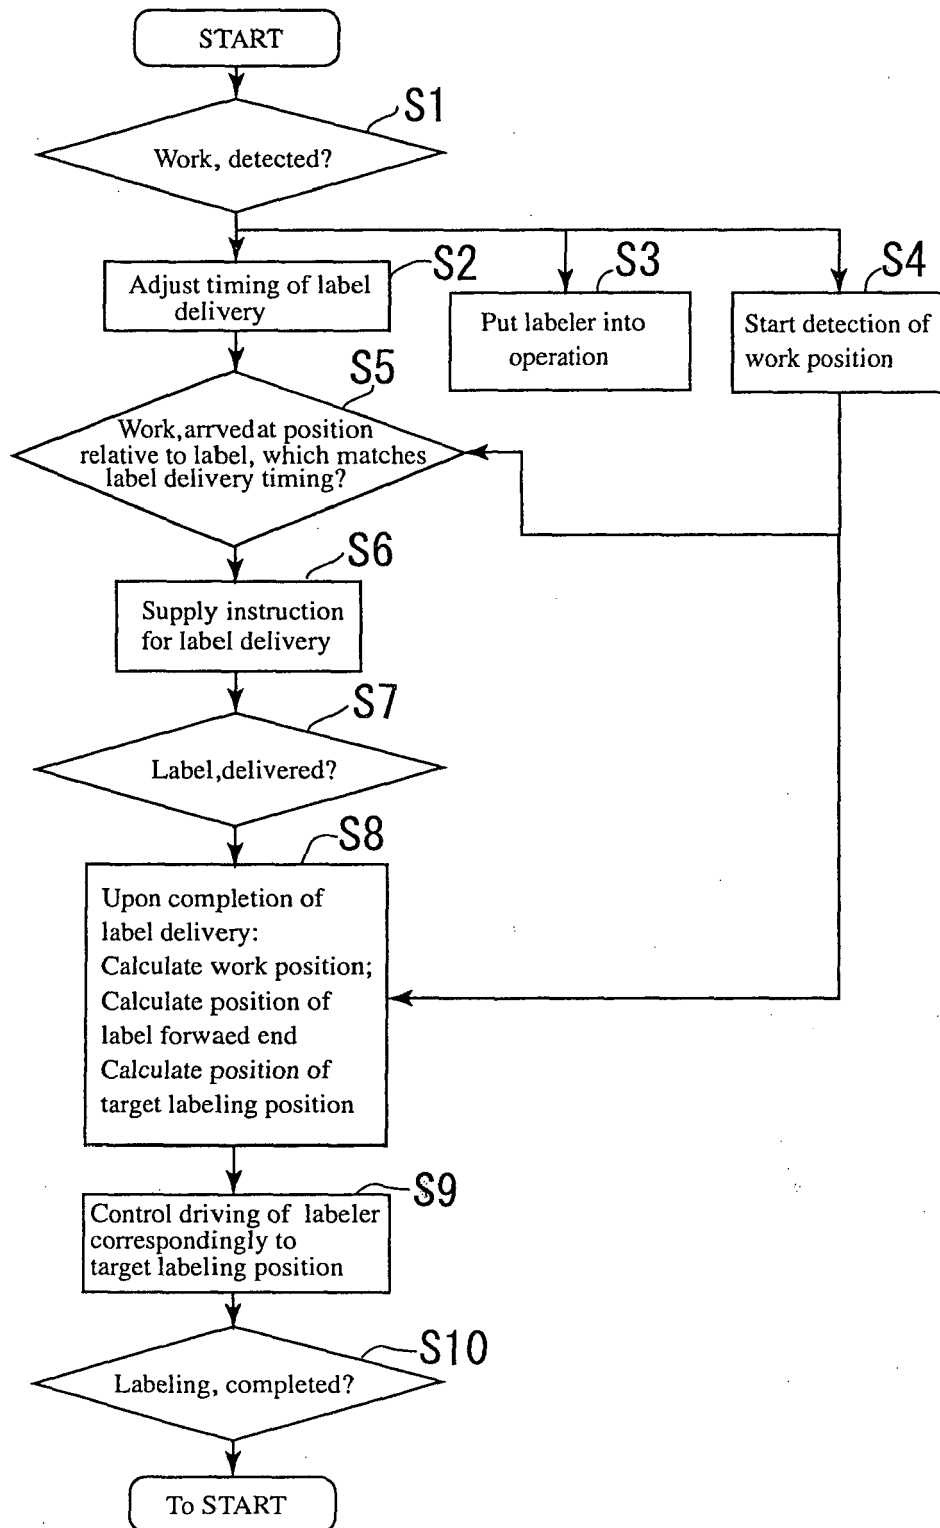 START
S1
Work, detected?
S2
Adjust timing of label
delivery
S3
Put labeler into
operation
S4
Start detection of
work position
S5
Work,arrved at position
relative to label, which matches
label delivery timing?
S6
Supply instruction
for label delivery
S7
Label,delivered?
S8
Upon completion of
label delivery:
Calculate work position;
Calculate position of
label forwaed end
Calculate position of
target labeling position
S9
Control driving of labeler
correspondingly to
target labeling position
S10
Labeling, completed?
To START